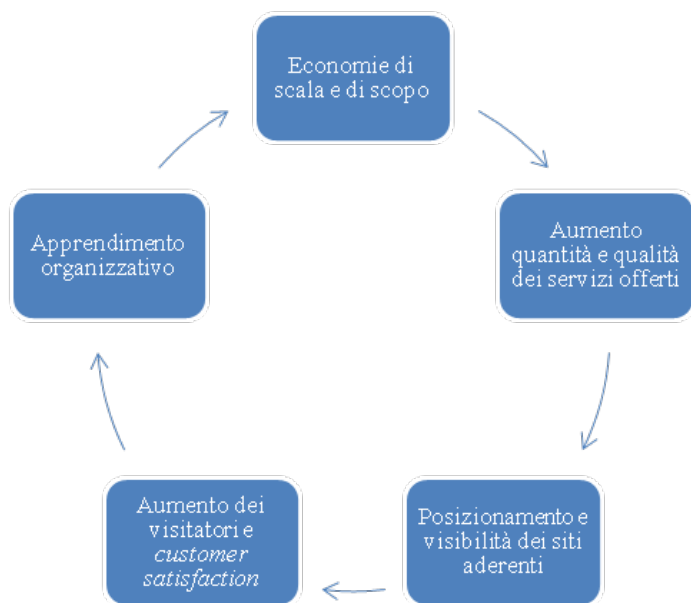 Economie di
scala e di scopo
Aumento
quantità e qualità
dei servizi offerti
Posizionamento e
visibilità dei siti
aderenti
Aumento dei
visitatori e
customer
satisfaction
Apprendimento
organizzativo